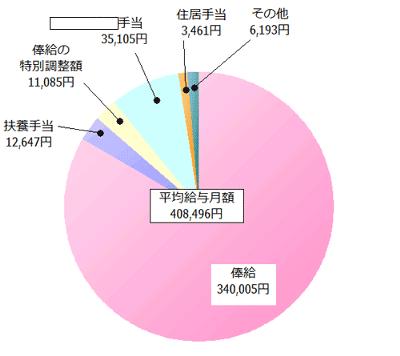 手当
35,105円
住居手当
3,461円
その他
6,193円
俸給の
特別調整額
11,085円
扶養手当
12,647円
平均給与月額
408,496円
俸給
340,005円